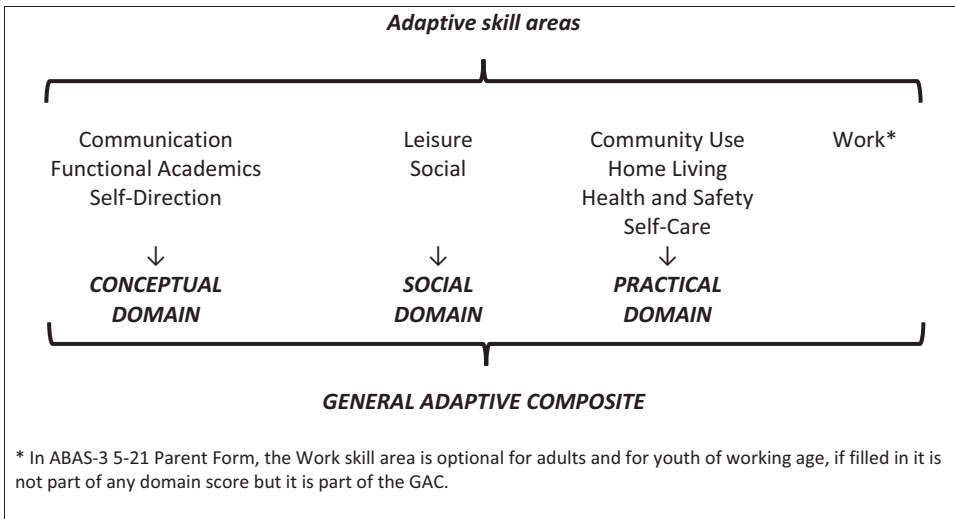 Adaptive skill areas
Communication Leisure Community Use Work*
Functional Academics Social Home Living
Self-Direction Health and Safety
Self-Care
↓ ↓ ↓
CONCEPTUAL SOCIAL PRACTICAL
DOMAIN DOMAIN DOMAIN
GENERAL ADAPTIVE COMPOSITE
* In ABAS-3 5-21 Parent Form, the Work skill area is optional for adults and for youth of working age, if filled in it is
not part of any domain score but it is part of the GAC.